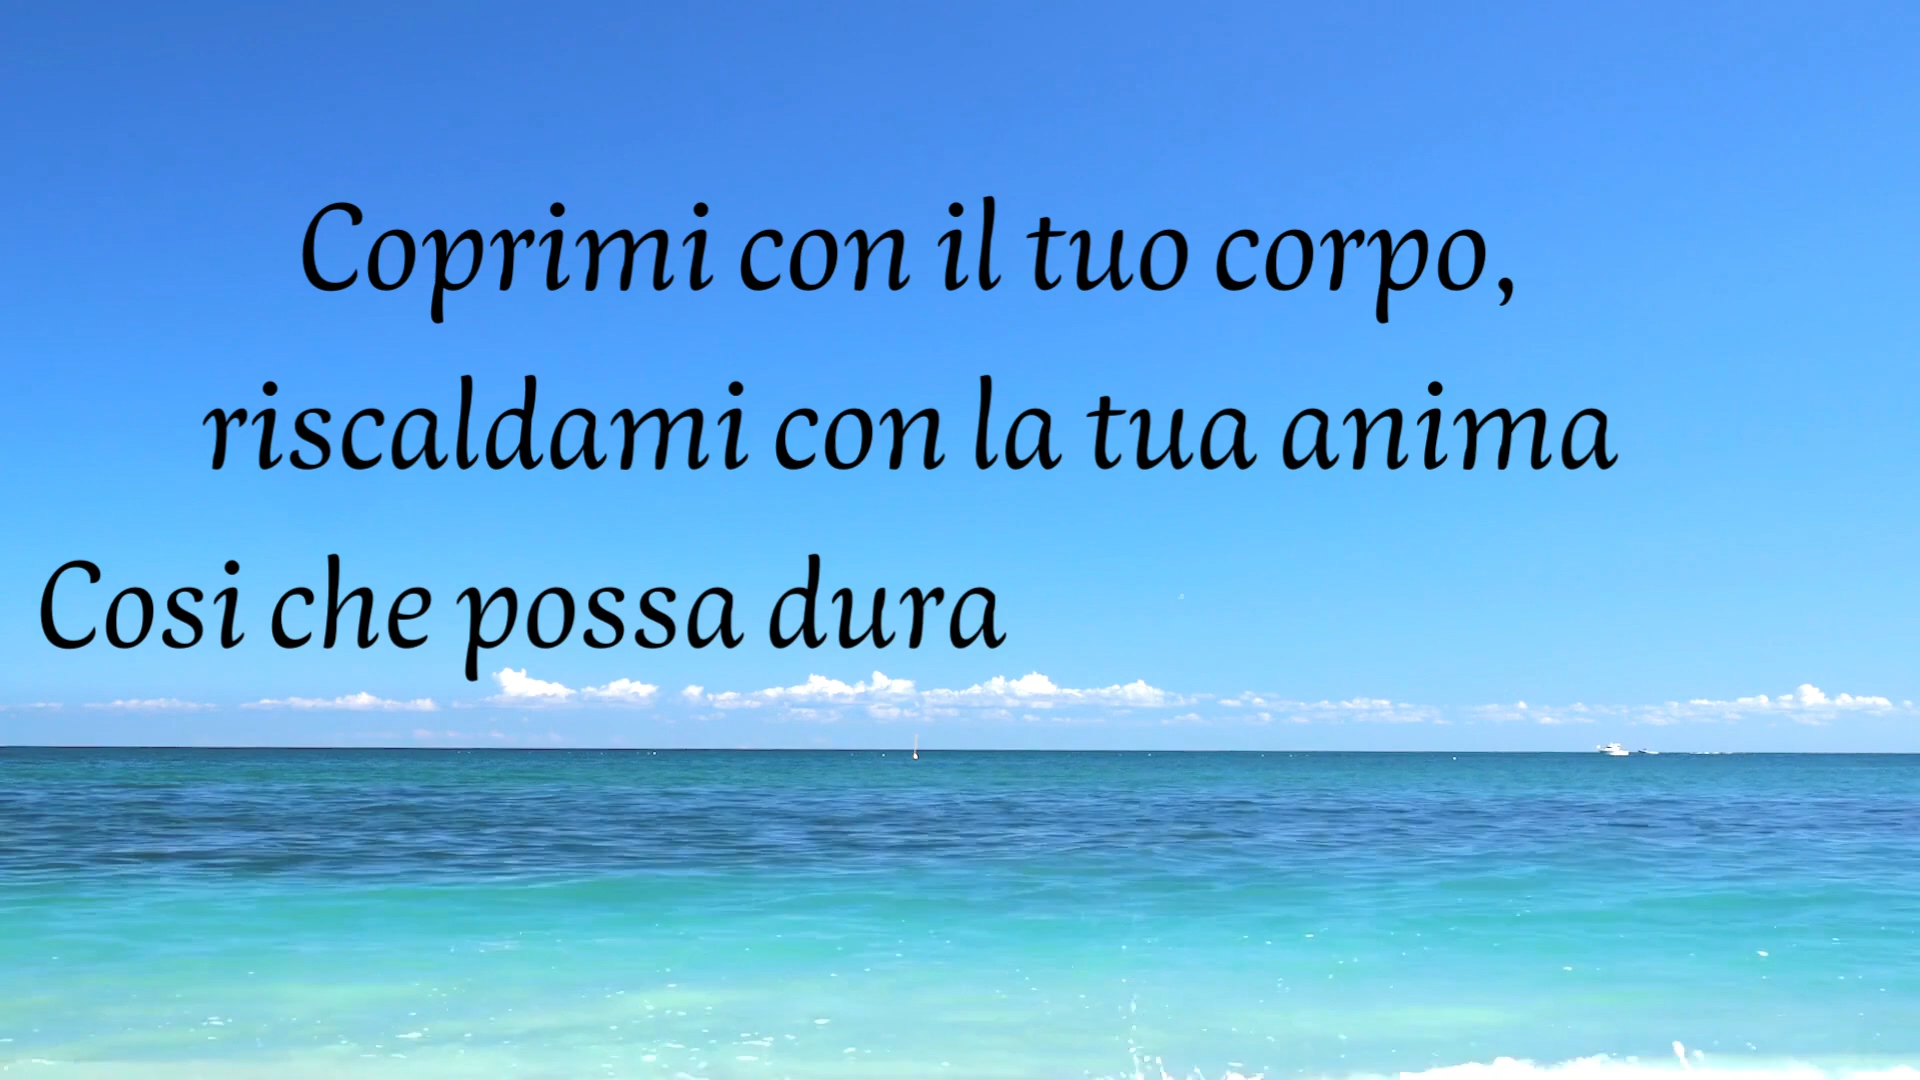 Coprimi con il tuo corpo,
riscaldami con la tua anima
Cosi che possa dura